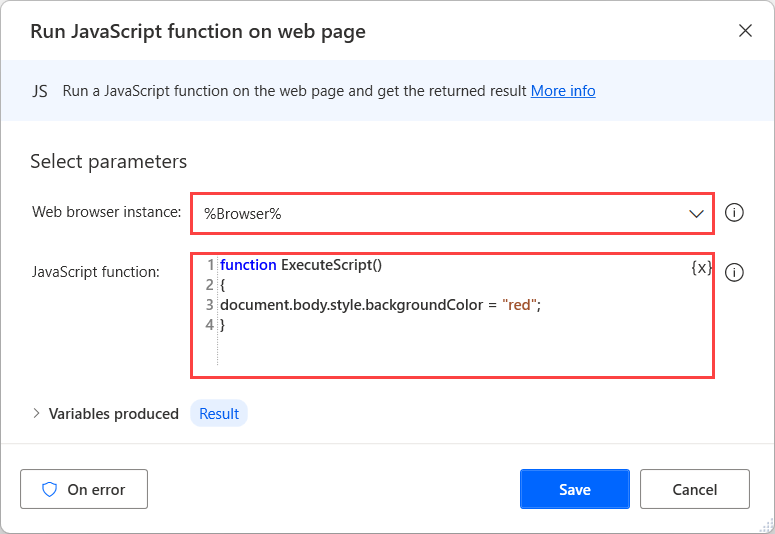 Run JavaScript function on web page
JS Run a JavaScript function on the web page and get the returned result More info
Select parameters
Web browser instance: %Browser%
JavaScript function:
1 function ExecuteScript() {x}
2 {
3 document.body.style.backgroundColor = "red";
4 }
Variables produced Result
On error Save Cancel